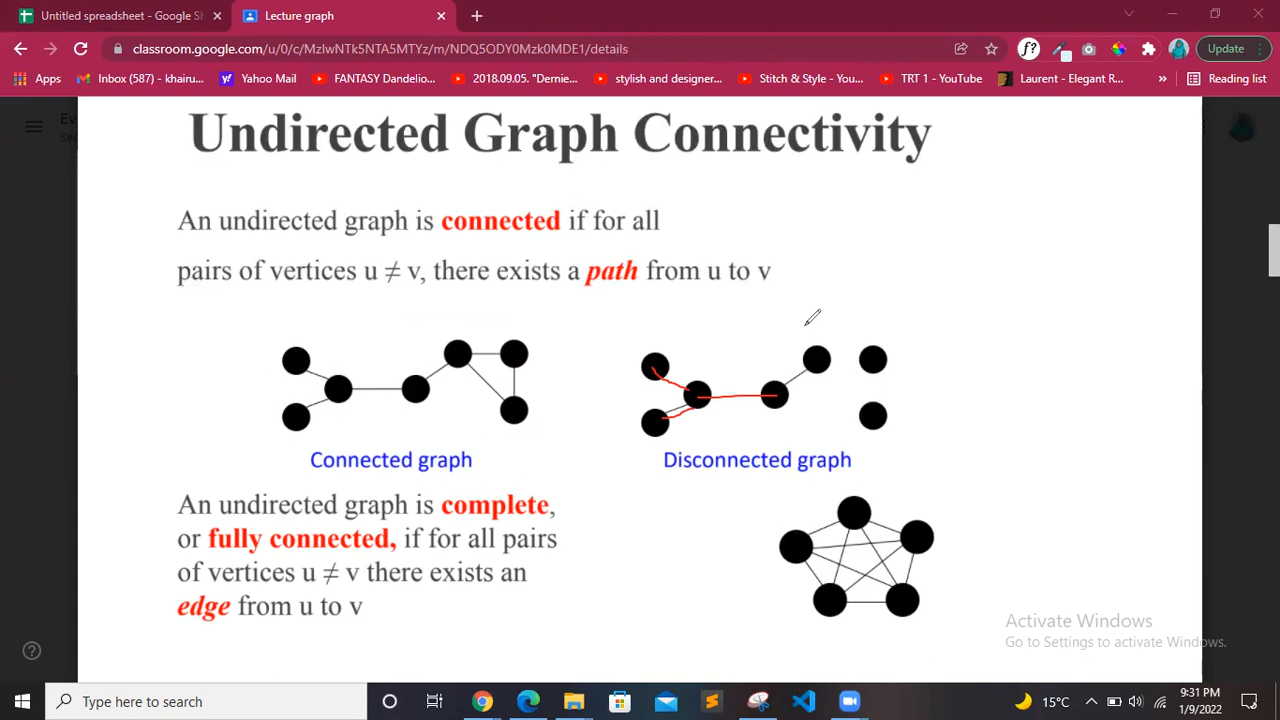 Untitled spreadsheet - Google Sh
Lecture graph
classroom.google.com/u/0/c/MzIwNTk5NTA5MTYz/m/NDQ5ODY0Mzk0MDE1/details
Update
Apps
Inbox (587) - khairu...
Yahoo Mail
FANTASY Dandelio...
2018.09.05. "Dernie...
stylish and designer...
Stitch & Style - You...
TRT 1 - YouTube
Laurent - Elegant R...
Reading list
Undirected Graph Connectivity
An undirected graph is connected if for all
pairs of vertices u ≠ v, there exists a path from u to v
Connected graph
Disconnected graph
An undirected graph is complete,
or fully connected, if for all pairs
of vertices u ≠ v there exists an
edge from u to v
Activate Windows
Go to Settings to activate Windows.
Type here to search
15°C
9:31 PM
1/9/2022